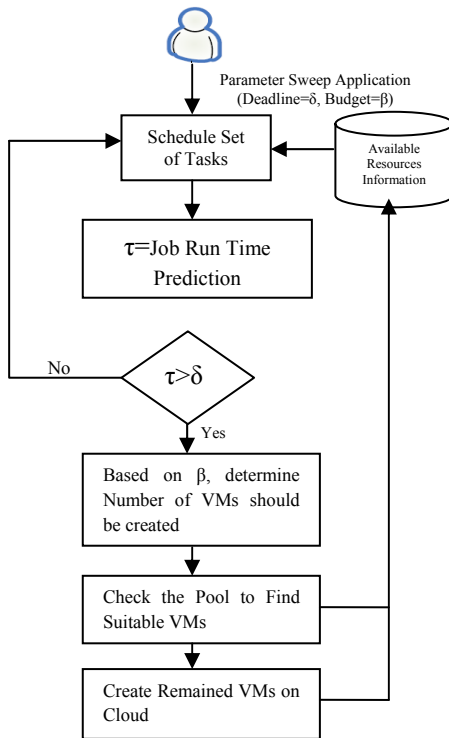 Parameter Sweep Application
(Deadline=δ, Budget=β)
Schedule Set
of Tasks
Available
Resources
Information
τ=Job Run Time
Prediction
No
τ>δ
Yes
Based on β, determine
Number of VMs should
be created
Check the Pool to Find
Suitable VMs
Create Remained VMs on
Cloud